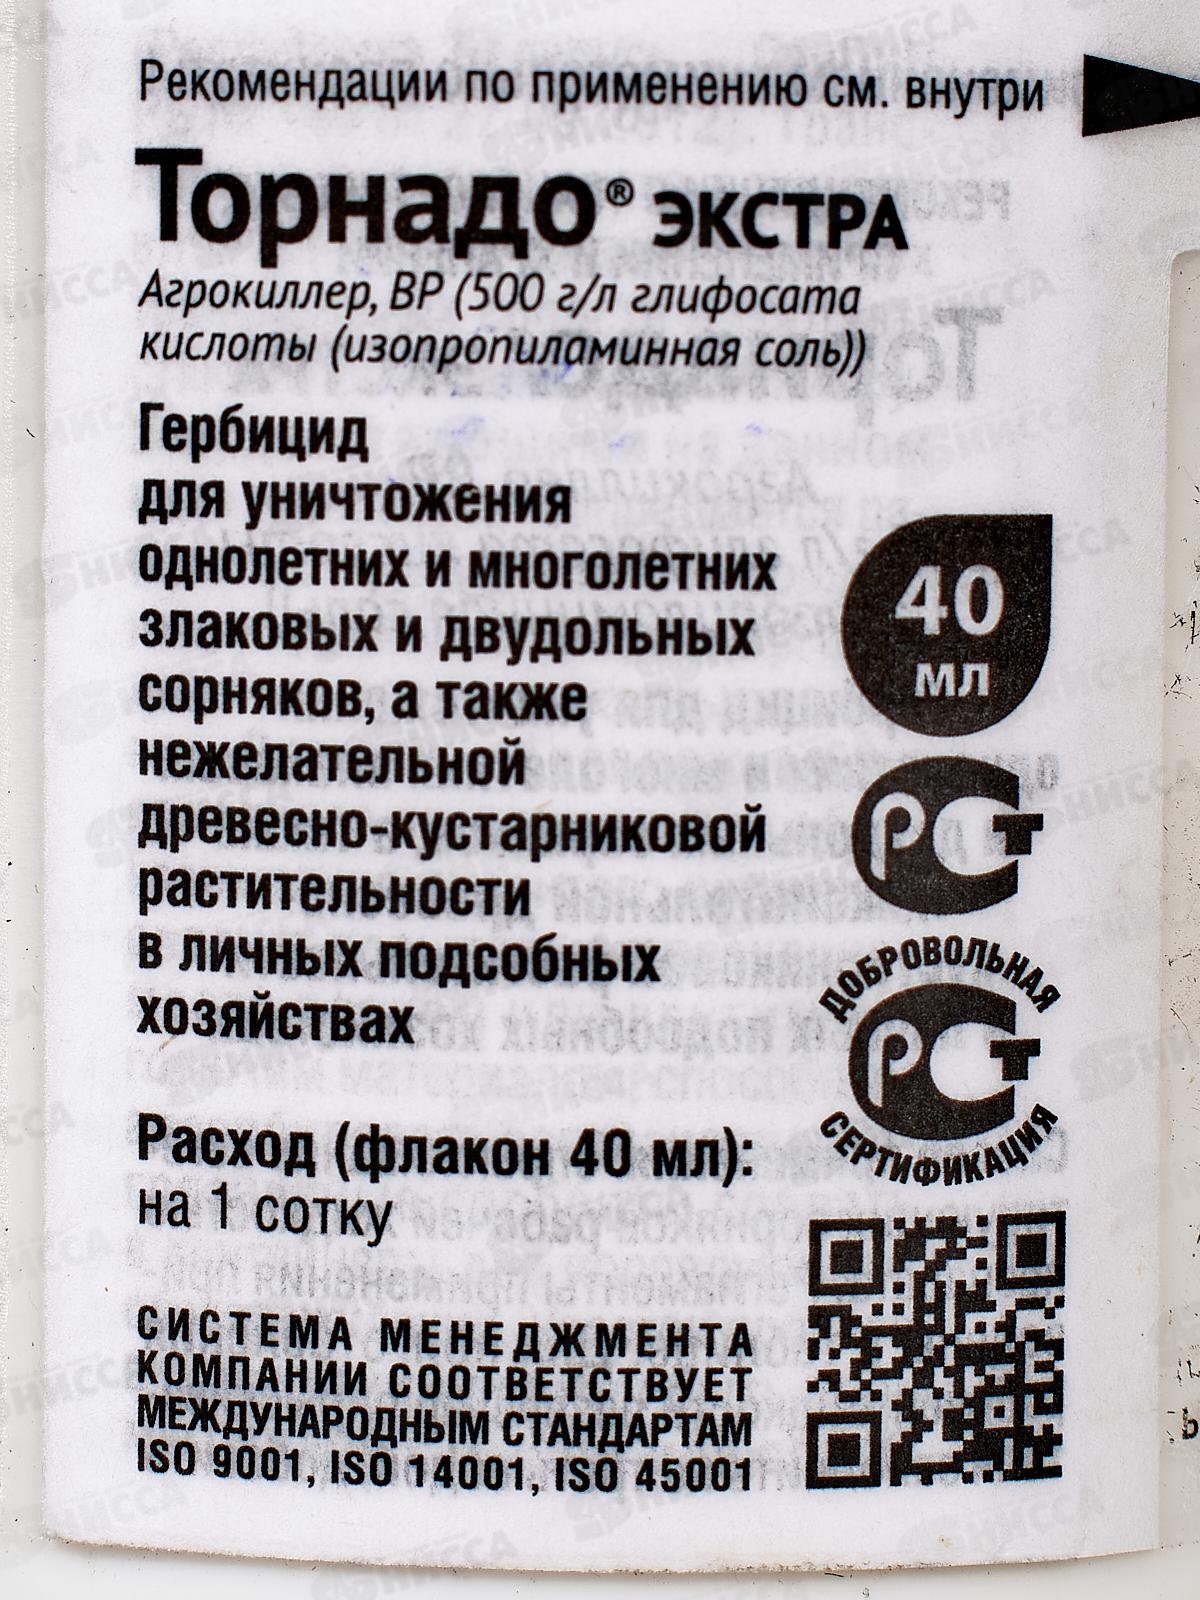 Рекомендации по применению см. внутри
Торнадо® ЭКСТРА
Агрокиллер, ВР (500 г/л глифосата
кислоты (изопропиламинная соль))
Гербицид
для уничтожения
однолетних и многолетних
злаковых и двудольных
сорняков, а также
нежелательной
древесно-кустарниковой
растительности
в личных подсобных
хозяйствах
40
мл
РСТ
ДОБРОВОЛЬНАЯ
РСТ
СЕРТИФИКАЦИЯ
Расход (флакон 40 мл):
на 1 сотку
СИСТЕМА МЕНЕДЖМЕНТА
КОМПАНИИ СООТВЕТСТВУЕТ
МЕЖДУНАРОДНЫМ СТАНДАРТАМ
ISO 9001, ISO 14001, ISO 45001